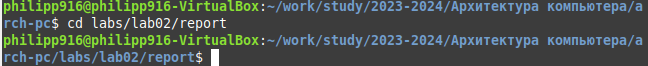 philipp916@philipp916-VirtualBox:~/work/study/2023-2024/Архитектура компьютера/a
rch-pc$ cd labs/lab02/report
philipp916@philipp916-VirtualBox:~/work/study/2023-2024/Архитектура компьютера/a
rch-pc/labs/lab02/report$